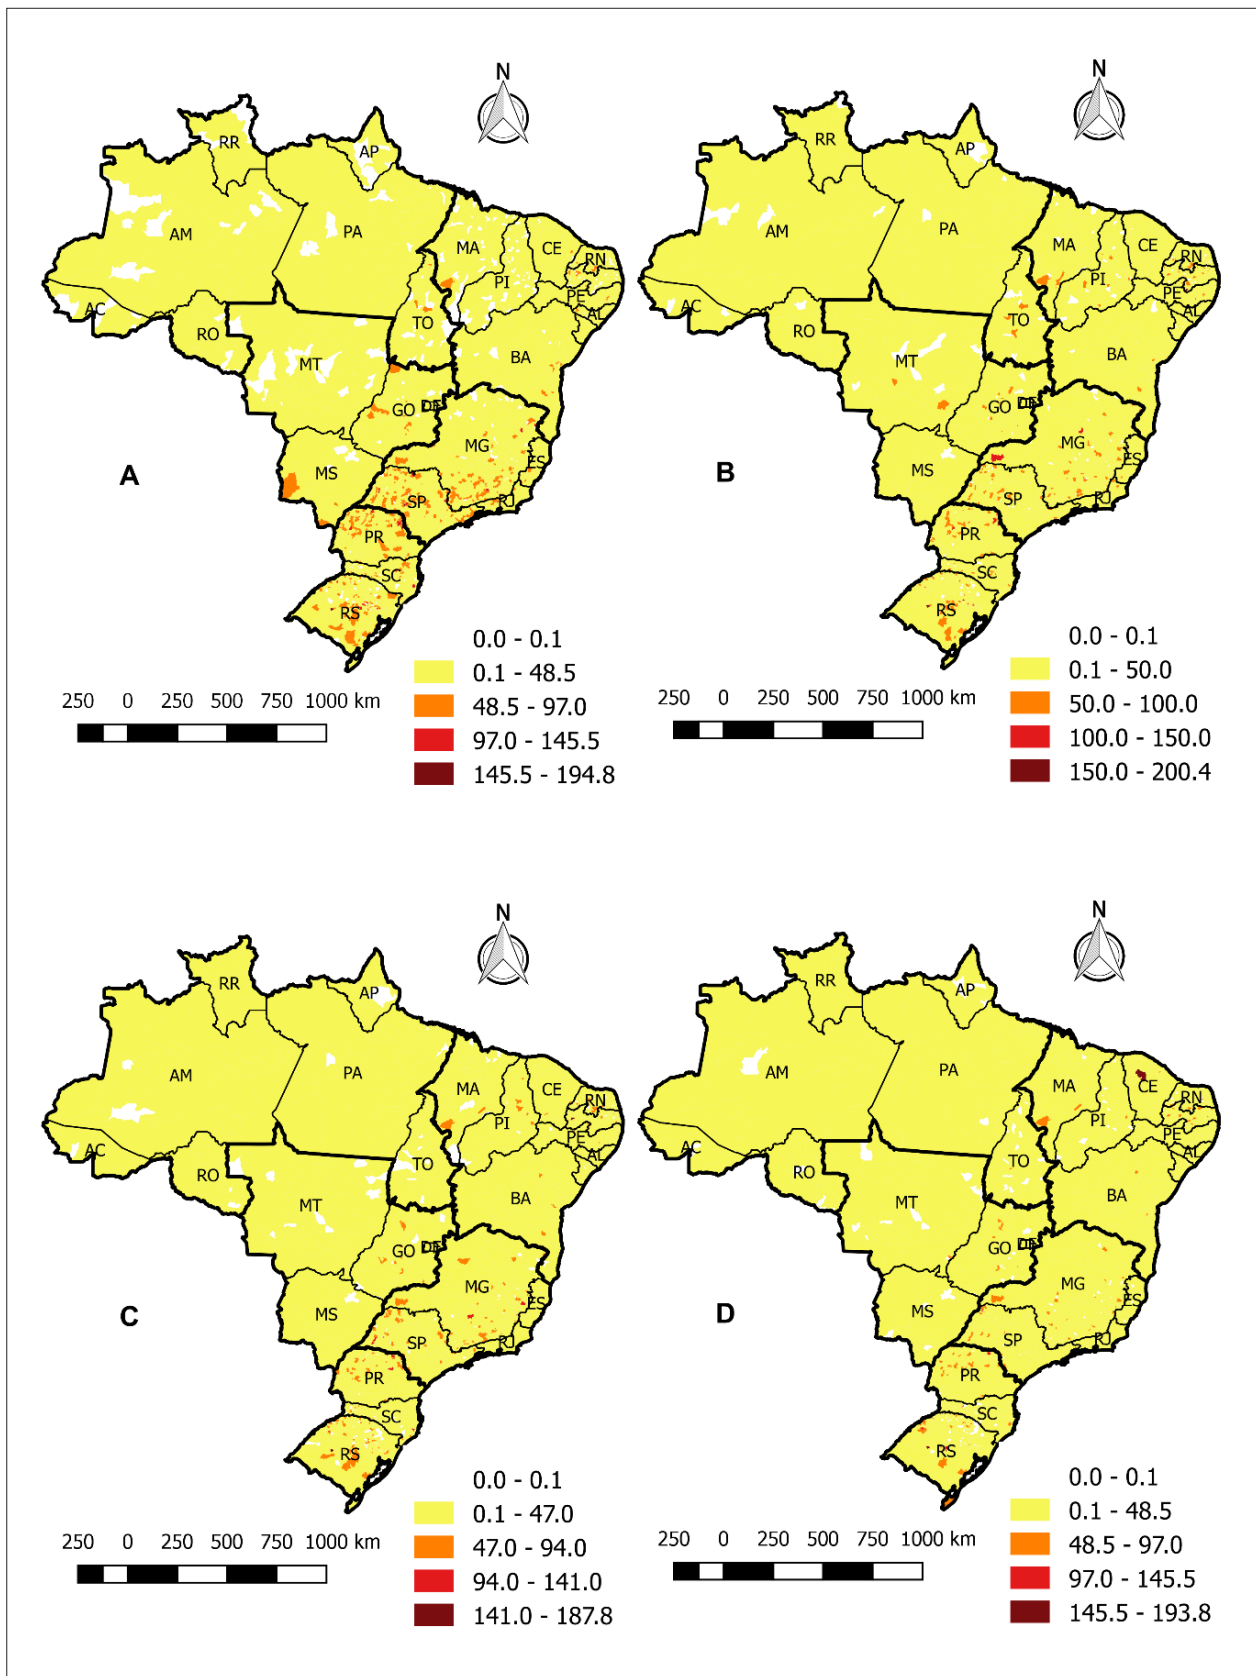 N
RR
AP
AM
PA
MA
CE
RN
PI
PE
AL
AC
RO
TO
BA
MT
GO
DF
MG
ES
MS
SP
RJ
PR
SC
RS
A
0.0 - 0.1
0.1 - 48.5
48.5 - 97.0
97.0 - 145.5
145.5 - 194.8
250 0 250 500 750 1000 km
N
RR
AP
AM
PA
MA
CE
RN
PI
PE
AL
AC
RO
TO
BA
MT
GO
MG
ES
MS
SP
RJ
PR
SC
RS
B
0.0 - 0.1
0.1 - 50.0
50.0 - 100.0
100.0 - 150.0
150.0 - 200.4
250 0 250 500 750 1000 km
N
RR
AP
AM
PA
MA
CE
RN
PI
PE
AL
AC
RO
TO
BA
MT
GO
MG
ES
MS
SP
RJ
PR
SC
RS
C
0.0 - 0.1
0.1 - 47.0
47.0 - 94.0
94.0 - 141.0
141.0 - 187.8
250 0 250 500 750 1000 km
N
RR
AP
AM
PA
MA
CE
RN
PI
PE
AL
AC
RO
TO
BA
MT
GO
MG
ES
MS
SP
RJ
PR
SC
RS
D
0.0 - 0.1
0.1 - 48.5
48.5 - 97.0
97.0 - 145.5
145.5 - 193.8
250 0 250 500 750 1000 km